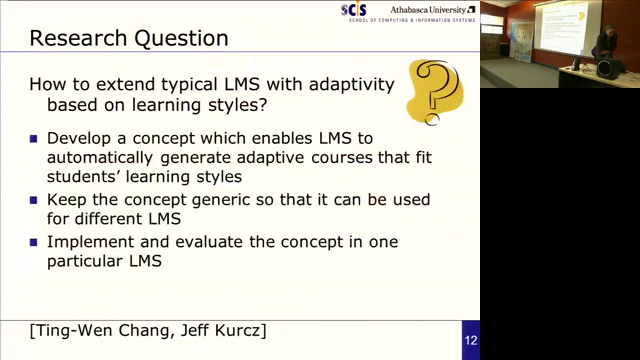 SCIS
Athabasca University
SCHOOL OF COMPUTING & INFORMATION SYSTEMS
Research Question
How to extend typical LMS with adaptivity
based on learning styles?
Develop a concept which enables LMS to
automatically generate adaptive courses that fit
students' learning styles
Keep the concept generic so that it can be used
for different LMS
Implement and evaluate the concept in one
particular LMS
[Ting-Wen Chang, Jeff Kurcz]
12